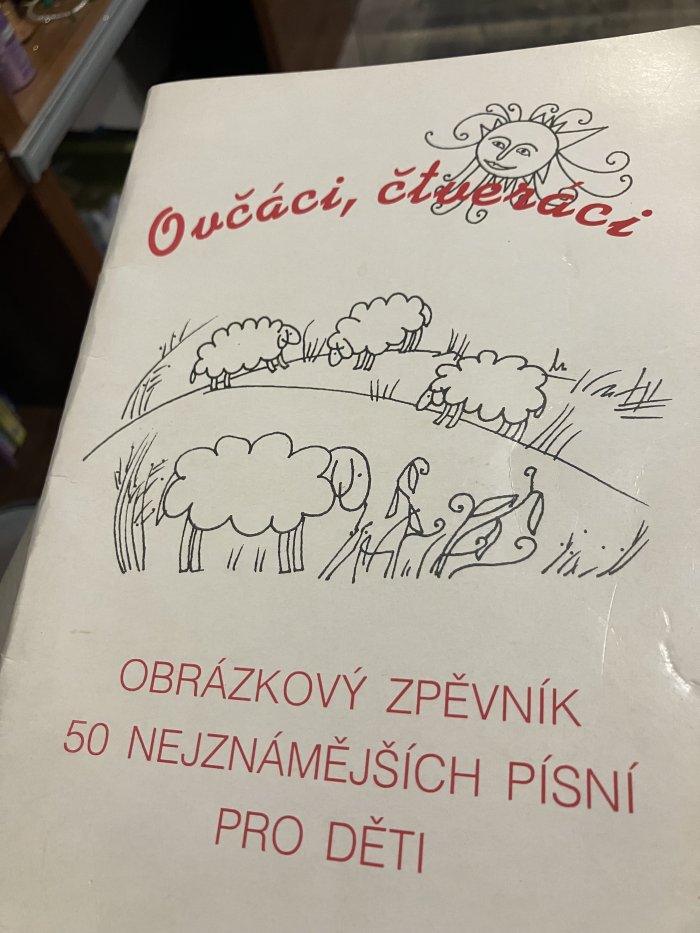 Ovčáci, čtveráci
OBRÁZKOVÝ ZPĚVNÍK
50 NEJZNÁMĚJŠÍCH PÍSNÍ
PRO DĚTI